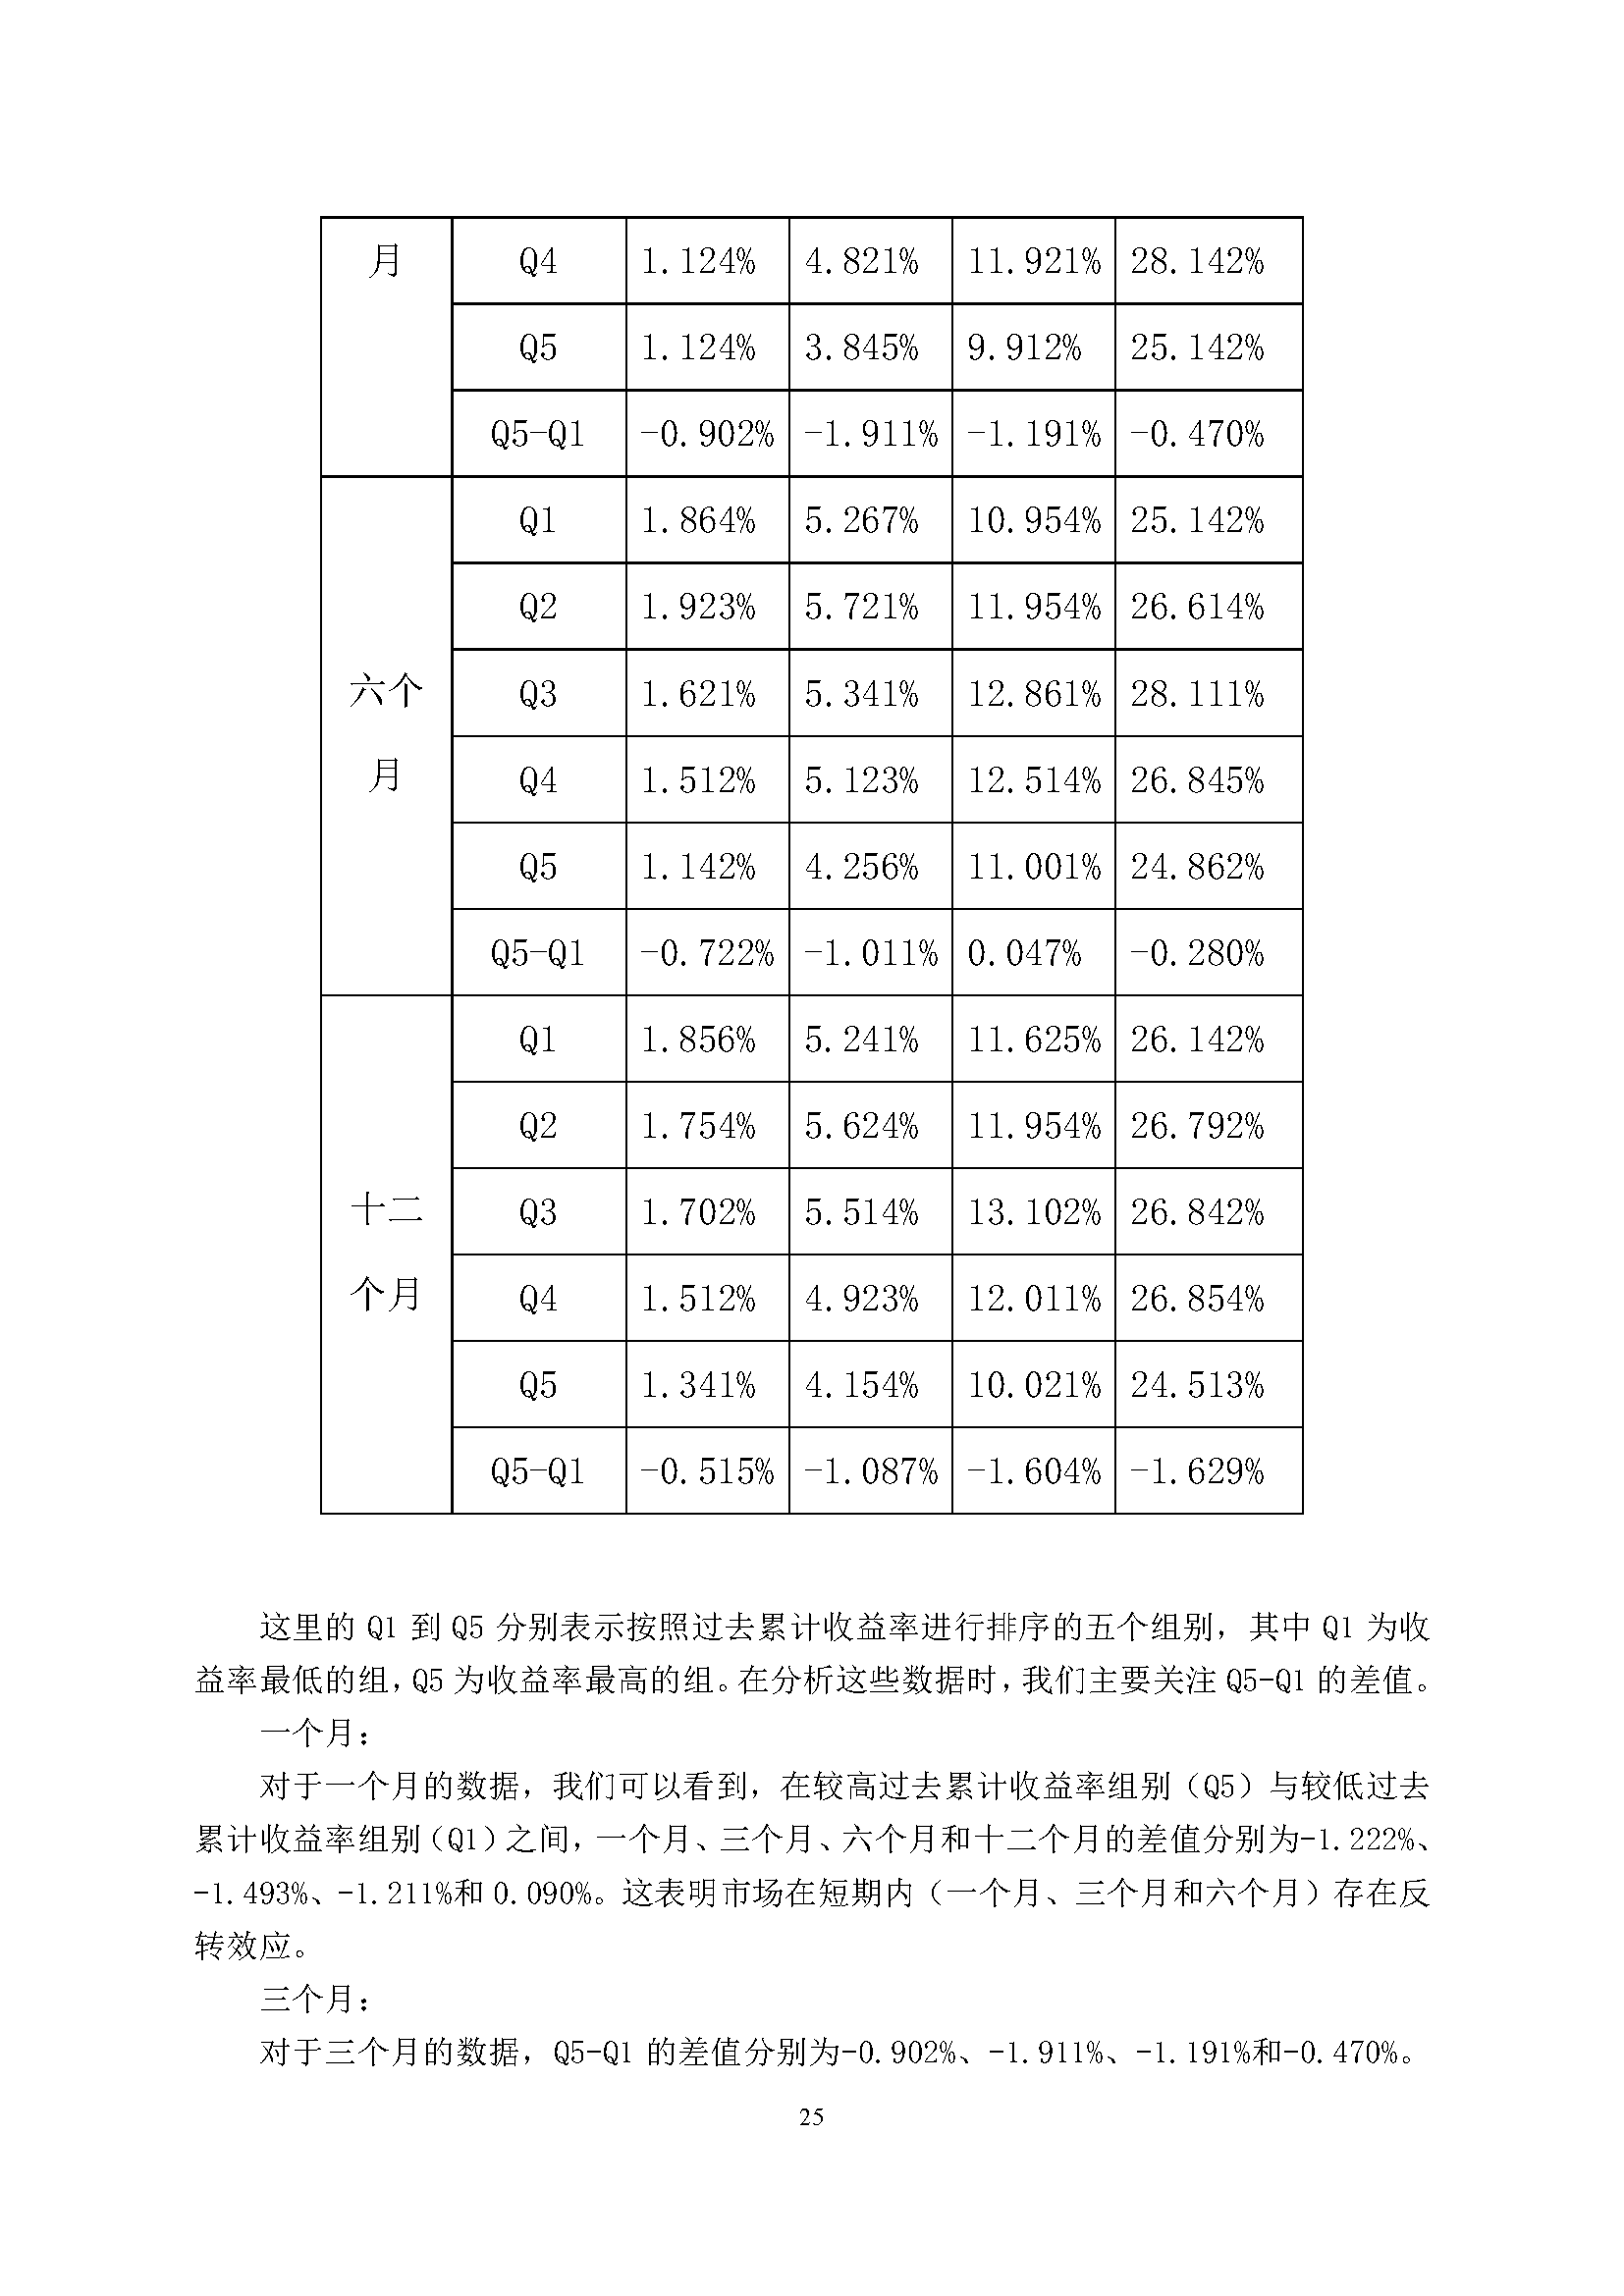 月 Q4 1.124% 4.821% 11.921% 28.142%
Q5 1.124% 3.845% 9.912% 25.142%
Q5-Q1 -0.902% -1.911% -1.191% -0.470%
六个月 Q1 1.864% 5.267% 10.954% 25.142%
Q2 1.923% 5.721% 11.954% 26.614%
Q3 1.621% 5.341% 12.861% 28.111%
Q4 1.512% 5.123% 12.514% 26.845%
Q5 1.142% 4.256% 11.001% 24.862%
Q5-Q1 -0.722% -1.011% 0.047% -0.280%
十二个月 Q1 1.856% 5.241% 11.625% 26.142%
Q2 1.754% 5.624% 11.954% 26.792%
Q3 1.702% 5.514% 13.102% 26.842%
Q4 1.512% 4.923% 12.011% 26.854%
Q5 1.341% 4.154% 10.021% 24.513%
Q5-Q1 -0.515% -1.087% -1.604% -1.629%
这里的 Q1 到 Q5 分别表示按照过去累计收益率进行排序的五个组别，其中 Q1 为收
益率最低的组，Q5 为收益率最高的组。在分析这些数据时，我们主要关注 Q5-Q1 的差值。
一个月：
对于一个月的数据，我们可以看到，在较高过去累计收益率组别（Q5）与较低过去
累计收益率组别（Q1）之间，一个月、三个月、六个月和十二个月的差值分别为-1.222%、
-1.493%、-1.211%和 0.090%。这表明市场在短期内（一个月、三个月和六个月）存在反
转效应。
三个月：
对于三个月的数据，Q5-Q1 的差值分别为-0.902%、-1.911%、-1.191%和-0.470%。
25